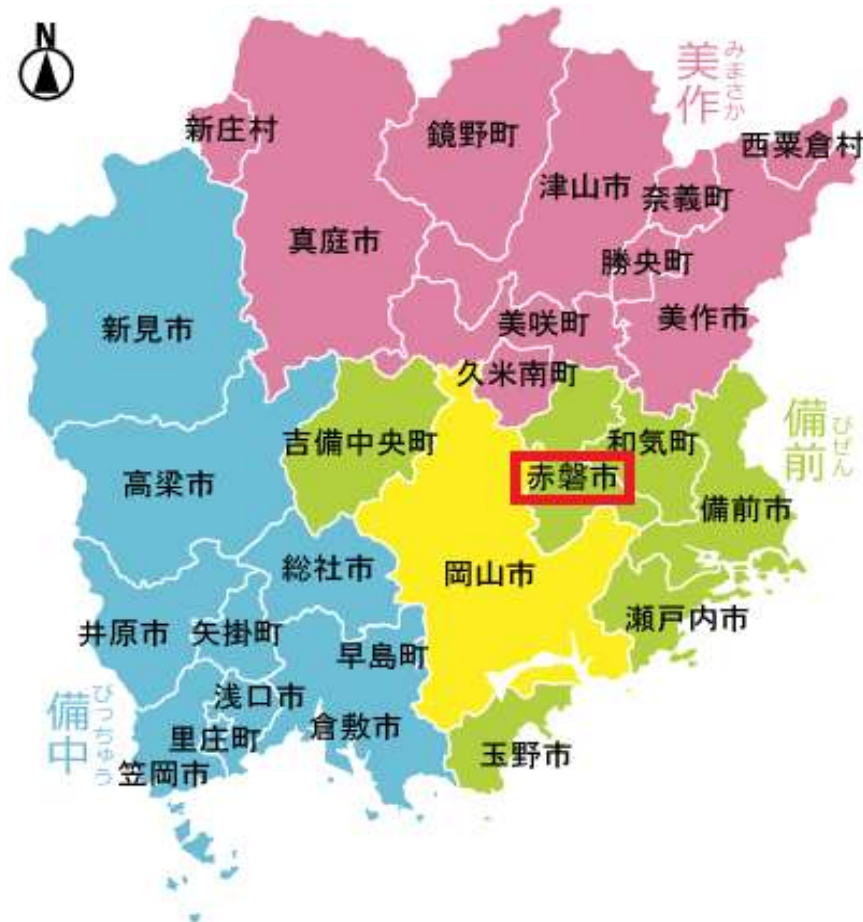 N
美作
みまさか
新庄村
鏡野町
西粟倉村
津山市
奈義町
真庭市
勝央町
新見市
美咲町
美作市
久米南町
吉備中央町
和気町
備前
びぜん
高梁市
赤磐市
備前市
総社市
岡山市
井原市
矢掛町
瀬戸内市
早島町
浅口市
備中
びっちゅう
里庄町
倉敷市
笠岡市
玉野市